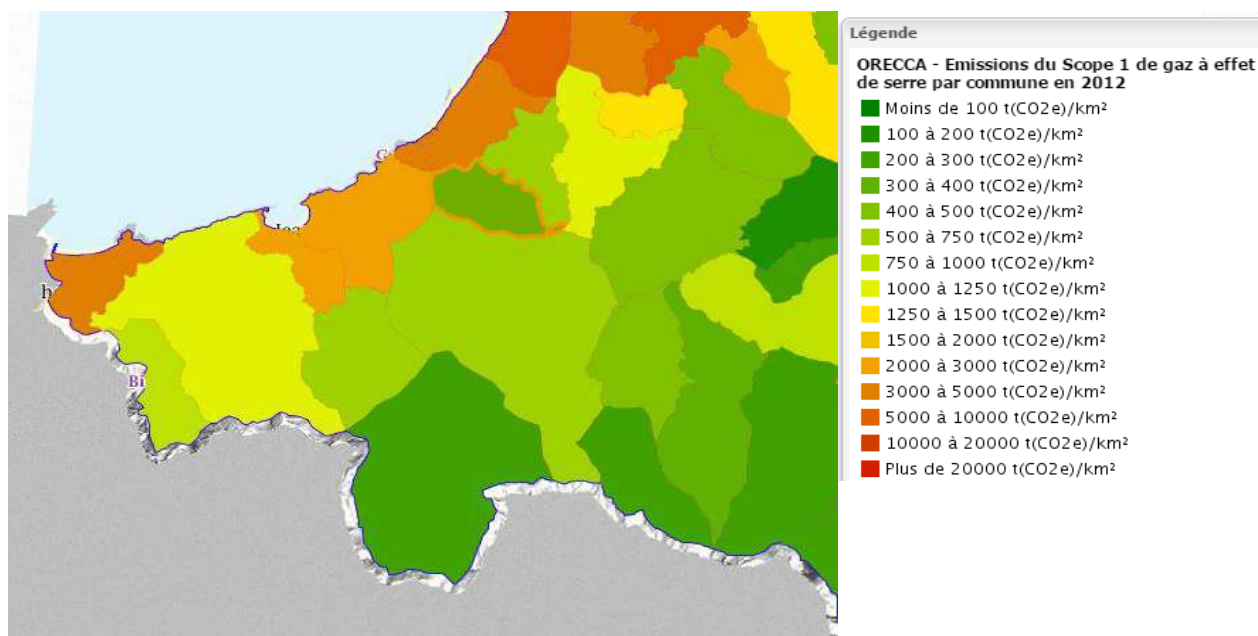 G
Joa
h
Bi
Légende
ORECCA - Emissions du Scope 1 de gaz à effet
de serre par commune en 2012
Moins de 100 t(CO2e)/km²
100 à 200 t(CO2e)/km²
200 à 300 t(CO2e)/km²
300 à 400 t(CO2e)/km²
400 à 500 t(CO2e)/km²
500 à 750 t(CO2e)/km²
750 à 1000 t(CO2e)/km²
1000 à 1250 t(CO2e)/km²
1250 à 1500 t(CO2e)/km²
1500 à 2000 t(CO2e)/km²
2000 à 3000 t(CO2e)/km²
3000 à 5000 t(CO2e)/km²
5000 à 10000 t(CO2e)/km²
10000 à 20000 t(CO2e)/km²
Plus de 20000 t(CO2e)/km²